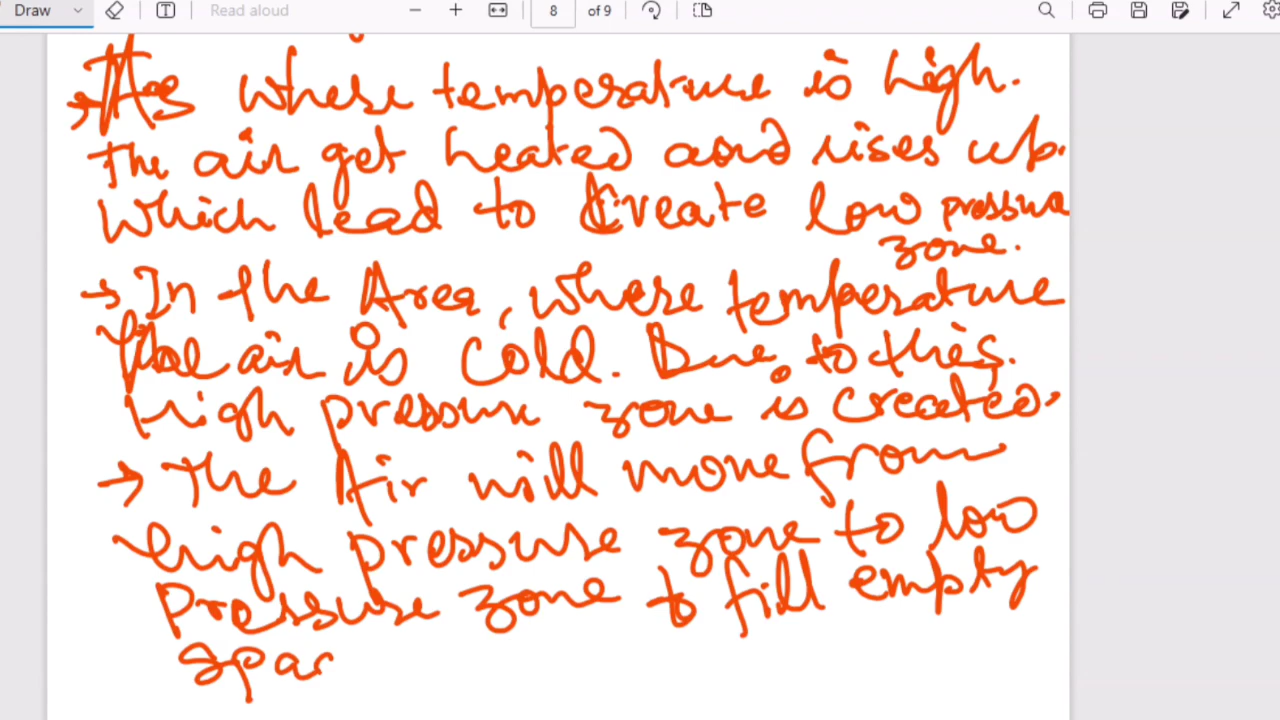 Draw
Read aloud
8 of 9
→ where temperature is high.
the air get heated and rises up.
which lead to create low pressure
zone.
→ In the Area, where temperature
the air is cold. Due to this,
high pressure zone is created.
→ the Air will move from
high pressure zone to low
pressure zone to fill empty
spac